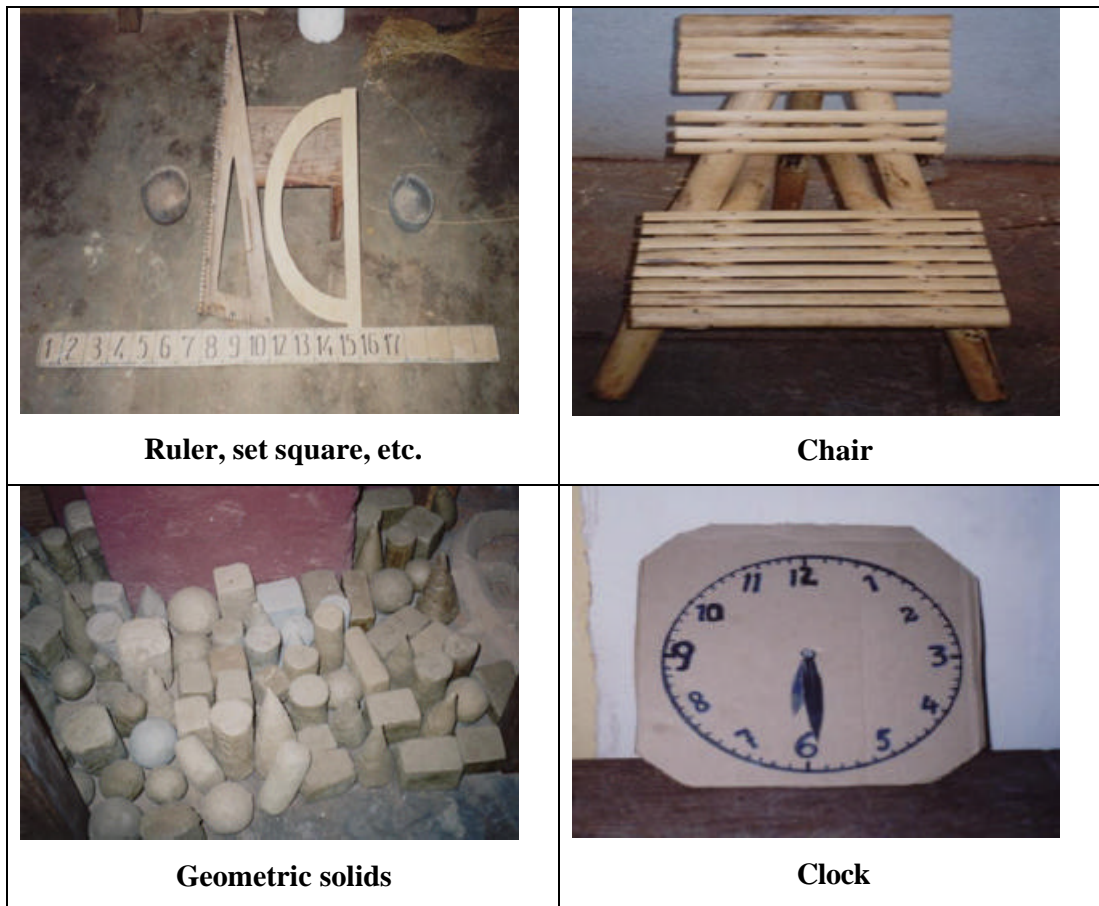 1 2 3 4 5 6 7 8 9 10 12 13 14 15 16 17
Ruler, set square, etc.
Chair
Geometric solids
11 12 1
10 2
9 3
8 4
7 6 5
Clock